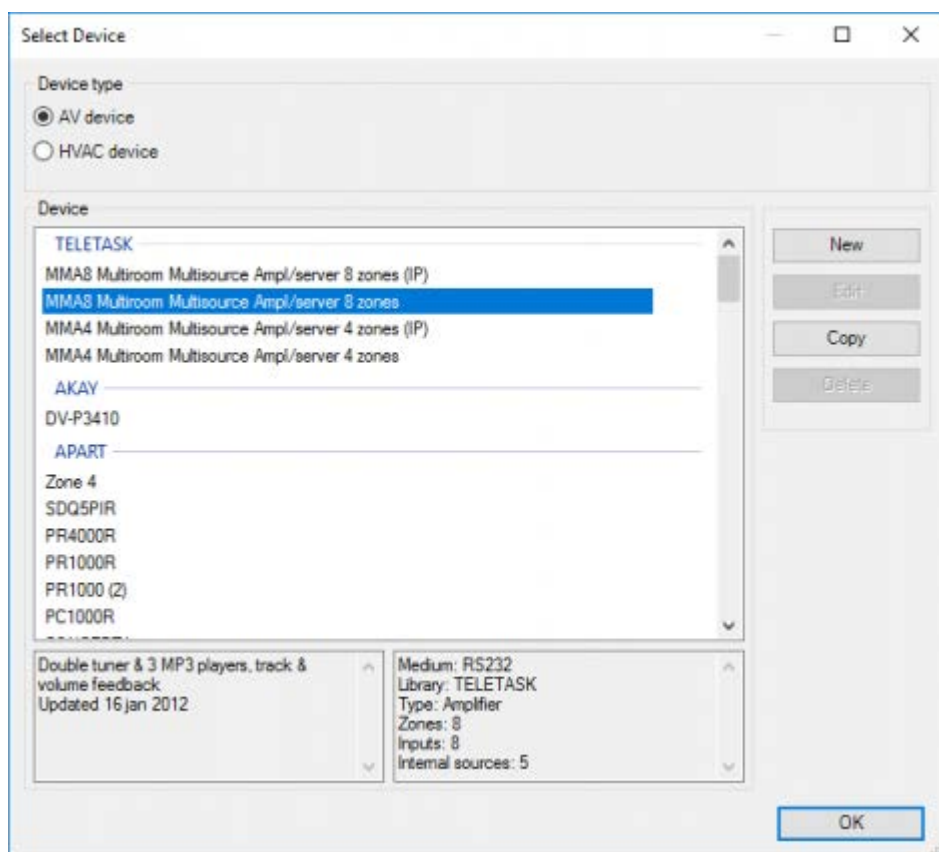 Select Device
Device type
AV device
HVAC device
Device
TELETASK
MMA8 Multiroom Multisource Ampl/server 8 zones (IP)
MMA8 Multiroom Multisource Ampl/server 8 zones
MMA4 Multiroom Multisource Ampl/server 4 zones (IP)
MMA4 Multiroom Multisource Ampl/server 4 zones
AKAY
DV-P3410
APART
Zone 4
SDQ5PIR
PR4000R
PR1000R
PR1000 (2)
PC1000R
New
Edit
Copy
Delete
Double tuner & 3 MP3 players, track &
volume feedback
Updated 16 jan 2012
Medium: RS232
Library: TELETASK
Type: Amplifier
Zones: 8
Inputs: 8
Internal sources: 5
OK